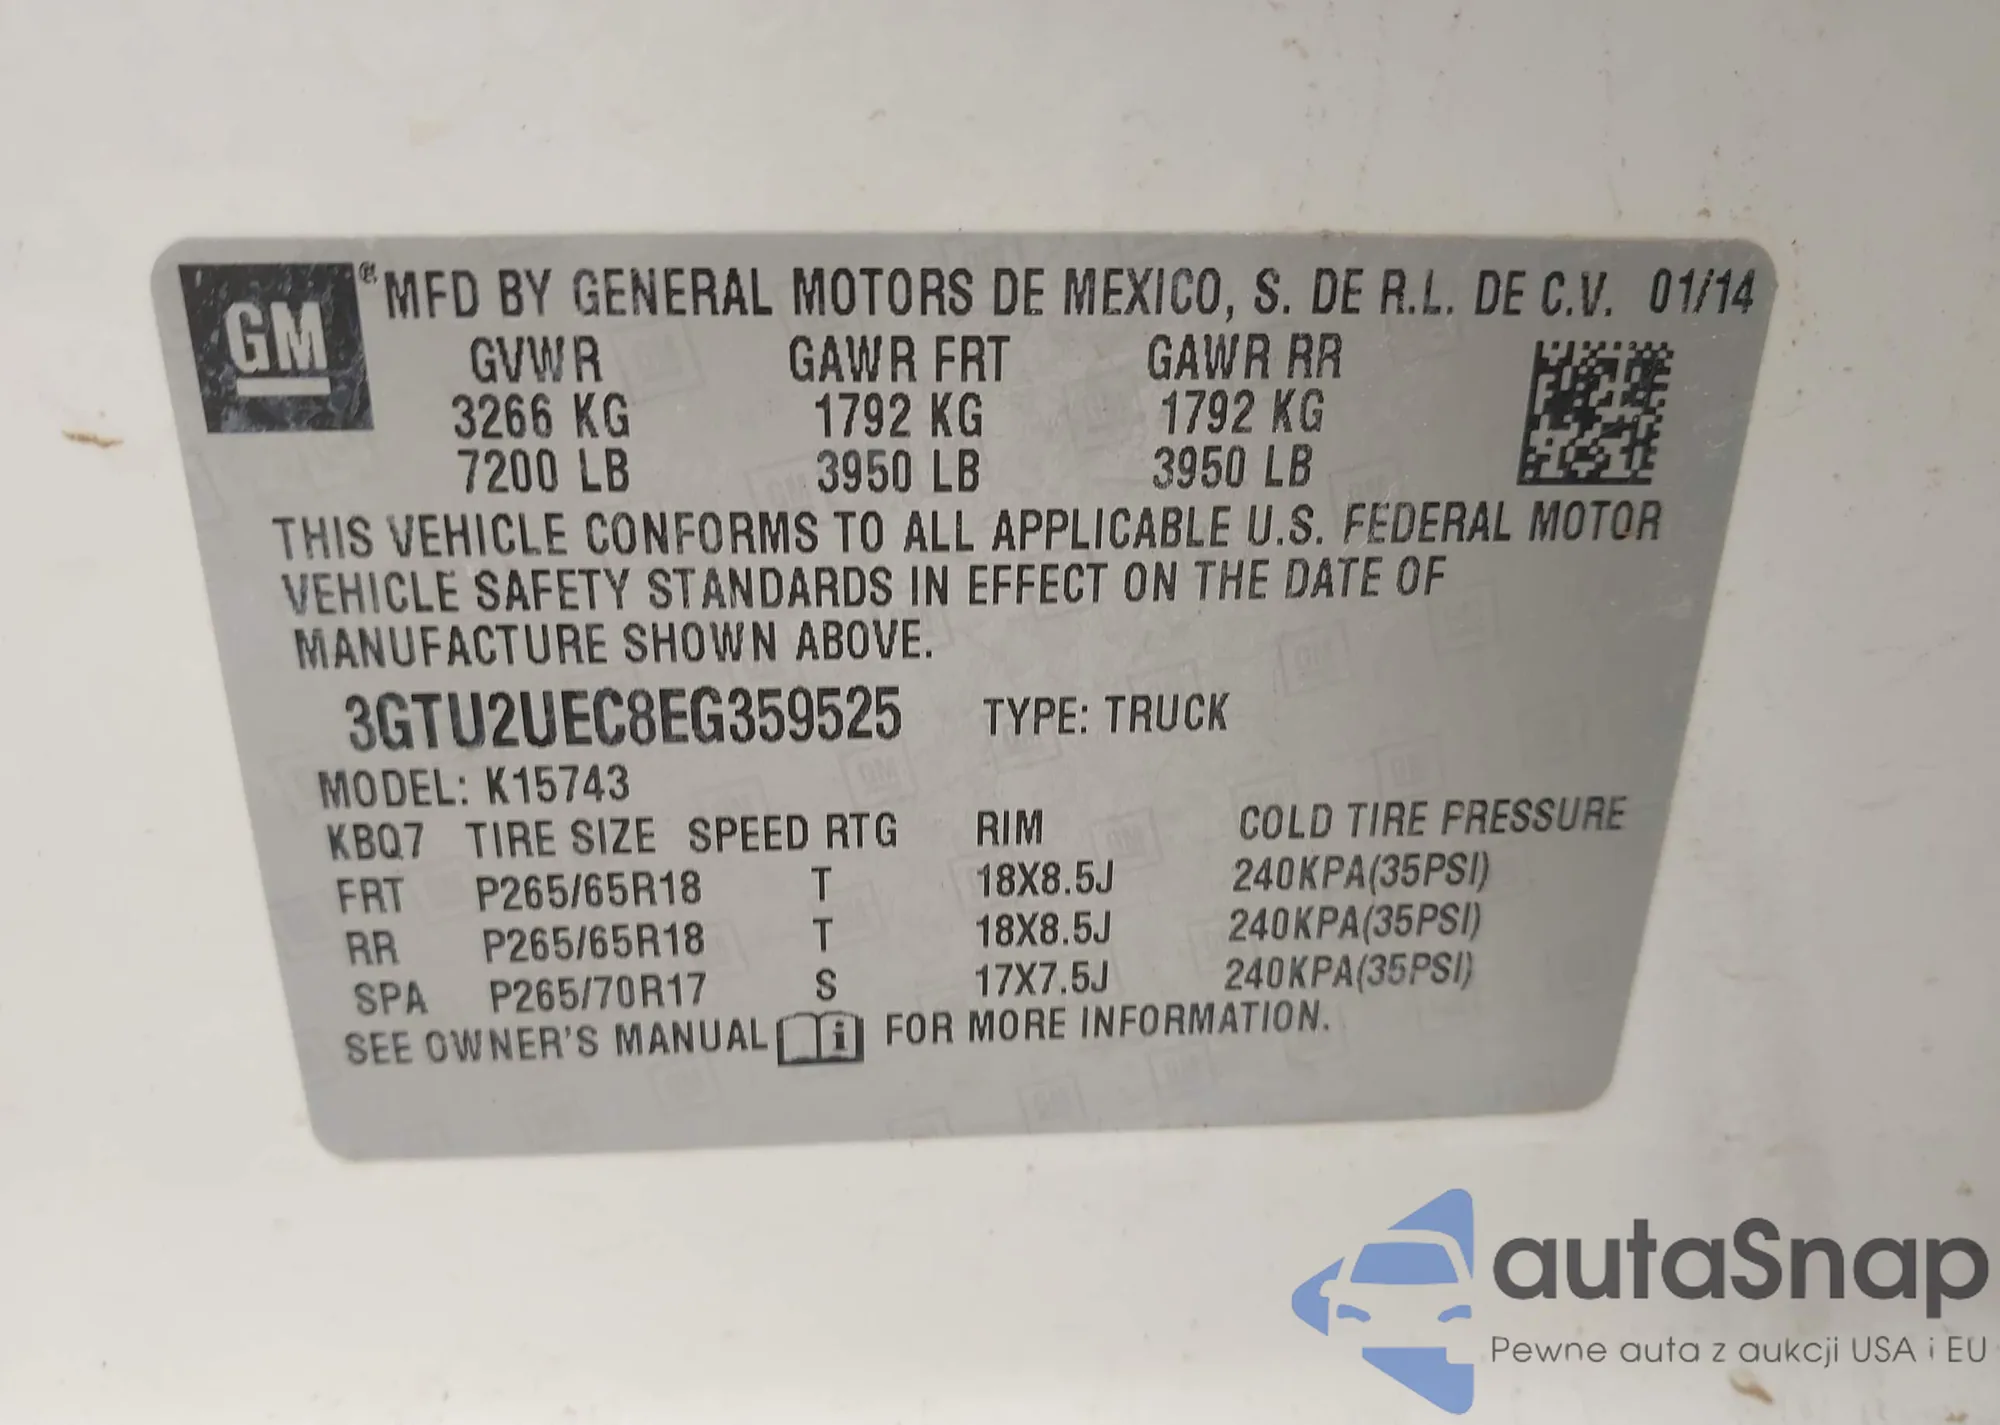 GM ® MFD BY GENERAL MOTORS DE MEXICO, S. DE R.L. DE C.V. 01/14
GVWR GAWR FRT GAWR RR
3266 KG 1792 KG 1792 KG
7200 LB 3950 LB 3950 LB
THIS VEHICLE CONFORMS TO ALL APPLICABLE U.S. FEDERAL MOTOR
VEHICLE SAFETY STANDARDS IN EFFECT ON THE DATE OF
MANUFACTURE SHOWN ABOVE.
3GTU2UEC8EG359525 TYPE: TRUCK
MODEL: K15743
KBQ7 TIRE SIZE SPEED RTG RIM COLD TIRE PRESSURE
FRT P265/65R18 T 18X8.5J 240KPA(35PSI)
RR P265/65R18 T 18X8.5J 240KPA(35PSI)
SPA P265/70R17 S 17X7.5J 240KPA(35PSI)
SEE OWNER'S MANUAL i FOR MORE INFORMATION.
autaSnap
Pewne auta z aukcji USA i EU